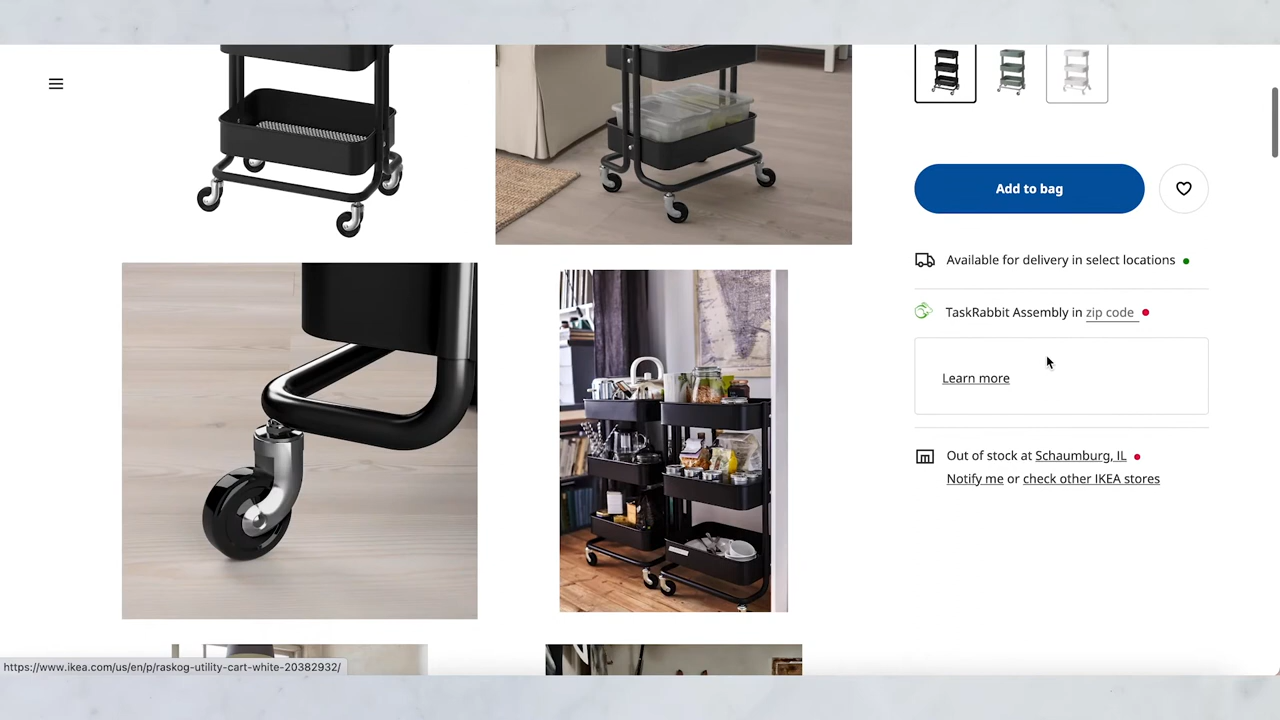 Add to bag
Available for delivery in select locations
TaskRabbit Assembly in zip code
Learn more
Out of stock at Schaumburg, IL
Notify me or check other IKEA stores
https://www.ikea.com/us/en/p/raskog-utility-cart-white-20382932/